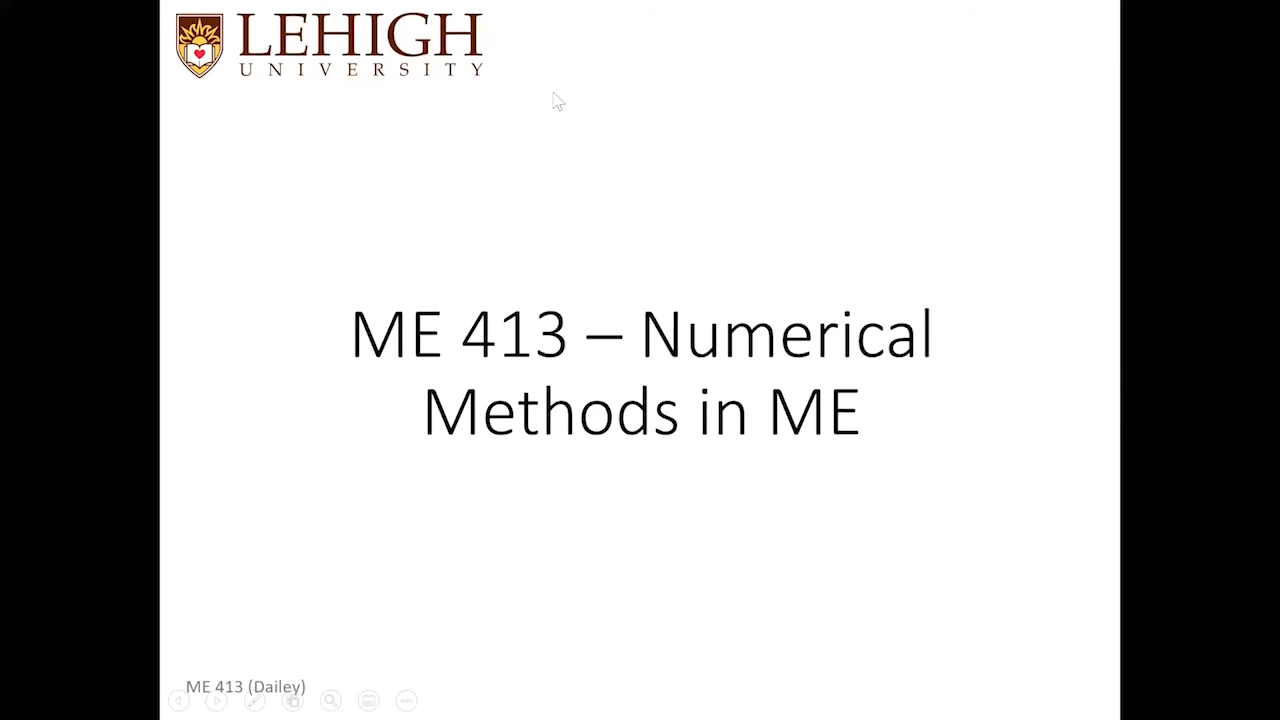 LEHIGH
UNIVERSITY
ME 413 – Numerical
Methods in ME
ME 413 (Dailey)